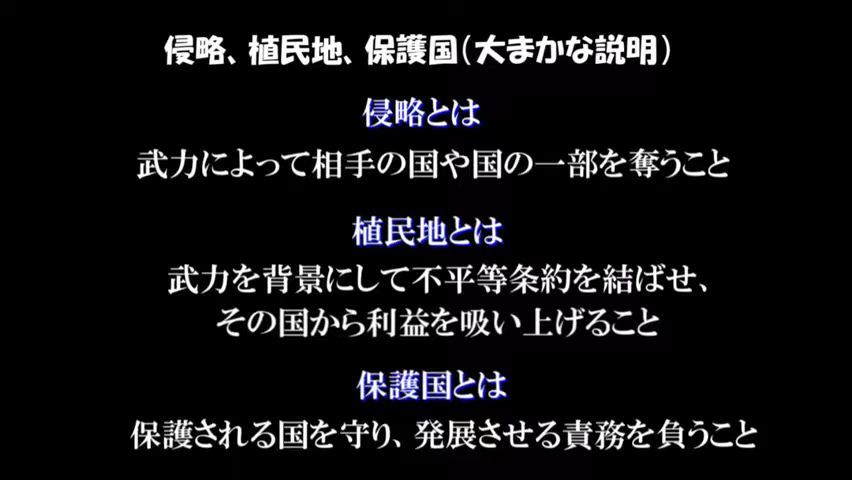 侵略、植民地、保護国(大まかな説明)
侵略とは
武力によって相手の国や国の一部を奪うこと
植民地とは
武力を背景にして不平等条約を結ばせ、
その国から利益を吸い上げること
保護国とは
保護される国を守り、発展させる責務を負うこと